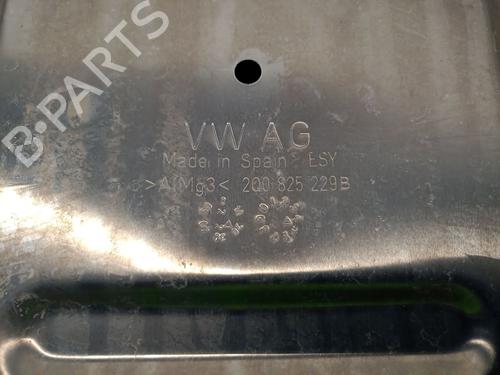 B-PARTS
VW AG
Made in Spain ESY
>AlMg3< 2Q0 825 229B